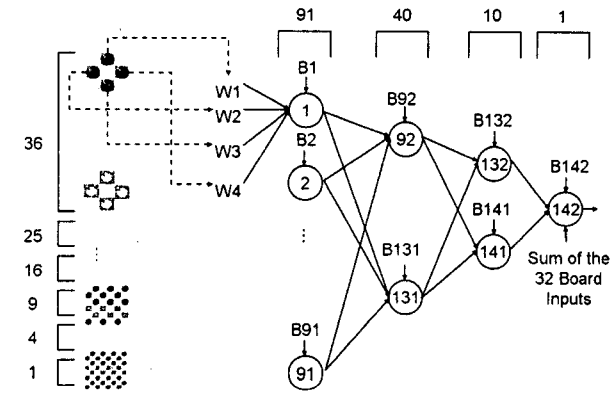 91 40 10 1
B1
W1
W2
W3
W4
1
B92
92
B2
2
B132
132
B142
142
36
25
16
9
4
1
B131
131
B141
141
Sum of the
32 Board
Inputs
B91
91